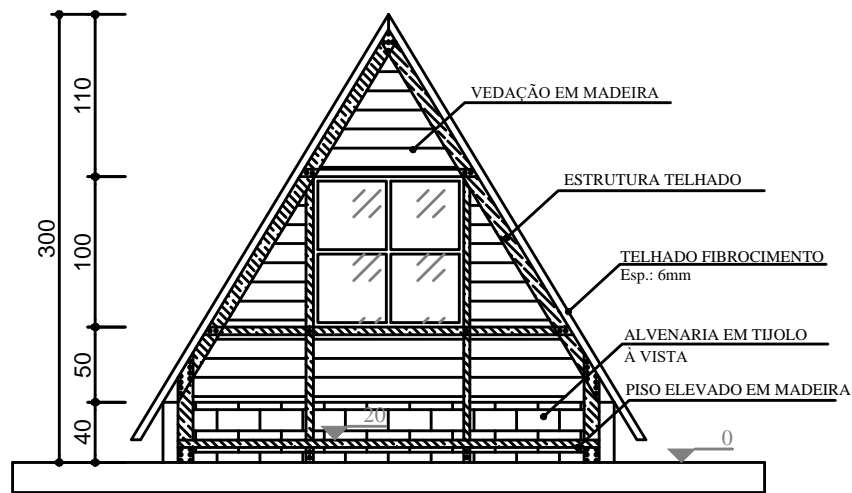 110
VEDAÇÃO EM MADEIRA
ESTRUTURA TELHADO
300
100
TELHADO FIBROCIMENTO
Esp.: 6mm
50
ALVENARIA EM TIJOLO
À VISTA
PISO ELEVADO EM MADEIRA
40
20
0